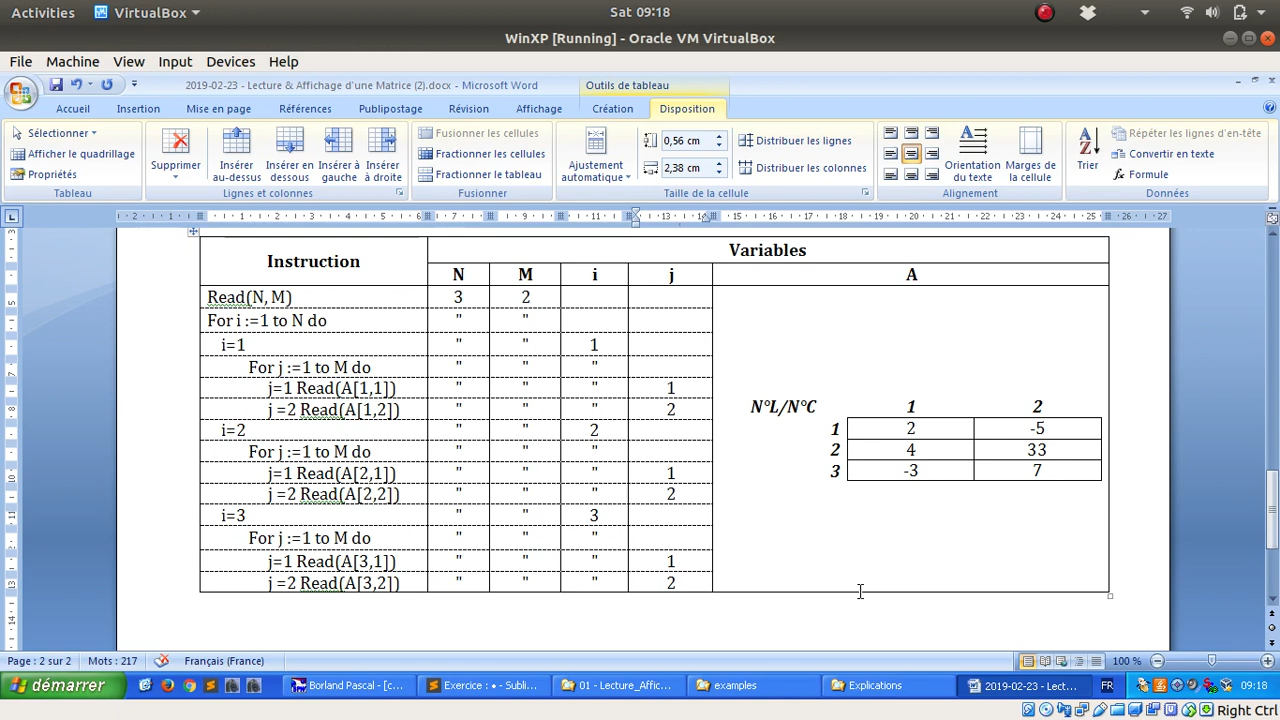 Activities VirtualBox Sat 09:18
WinXP [Running] - Oracle VM VirtualBox
File Machine View Input Devices Help
2019-02-23 - Lecture & Affichage d'une Matrice (2).docx - Microsoft Word Outils de tableau
Accueil Insertion Mise en page Références Publipostage Révision Affichage Création Disposition
Sélectionner
Afficher le quadrillage
Propriétés
Tableau
Supprimer
Insérer au-dessus
Insérer en dessous
Insérer à gauche
Insérer à droite
Lignes et colonnes
Fusionner les cellules
Fractionner les cellules
Fractionner le tableau
Fusionner
Ajustement automatique
0,56 cm
2,38 cm
Distribuer les lignes
Distribuer les colonnes
Taille de la cellule
Orientation du texte
Marges de la cellule
Alignement
Trier
Répéter les lignes d'en-tête
Convertir en texte
Formule
Données
Instruction Variables
N M i j A
Read(N, M) 3 2
For i :=1 to N do " "
i=1 " " 1
For j :=1 to M do " " "
j=1 Read(A[1,1]) " " " 1
j =2 Read(A[1,2]) " " " 2
i=2 " " 2
For j :=1 to M do " " "
j=1 Read(A[2,1]) " " " 1
j =2 Read(A[2,2]) " " " 2
i=3 " " 3
For j :=1 to M do " " "
j=1 Read(A[3,1]) " " " 1
j =2 Read(A[3,2]) " " " 2
N°L/N°C 1 2
1 2 -5
2 4 33
3 -3 7
Page : 2 sur 2 Mots : 217 Français (France) 100 %
démarrer Borland Pascal - [c... Exercice : • - Subli... 01 - Lecture_Affic... examples Explications 2019-02-23 - Lect... FR 09:18
Right Ctrl